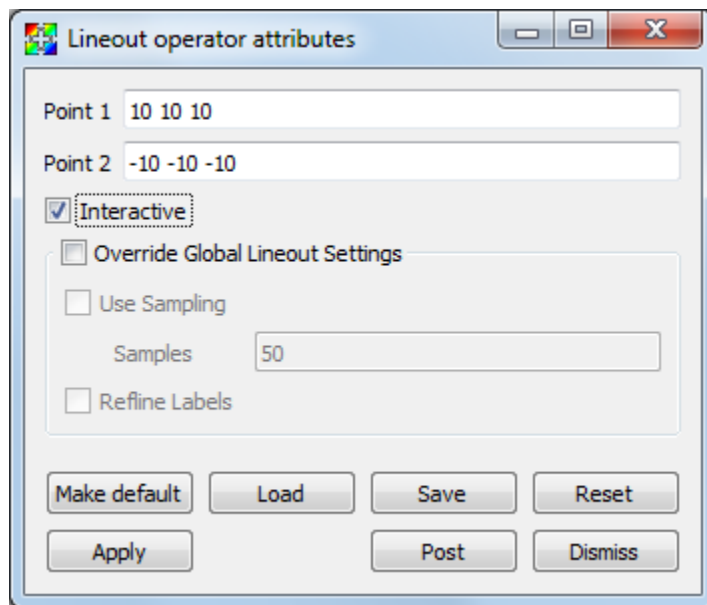 Lineout operator attributes
Point 1 10 10 10
Point 2 -10 -10 -10
Interactive
Override Global Lineout Settings
Use Sampling
Samples 50
Refline Labels
Make default Load Save Reset
Apply Post Dismiss